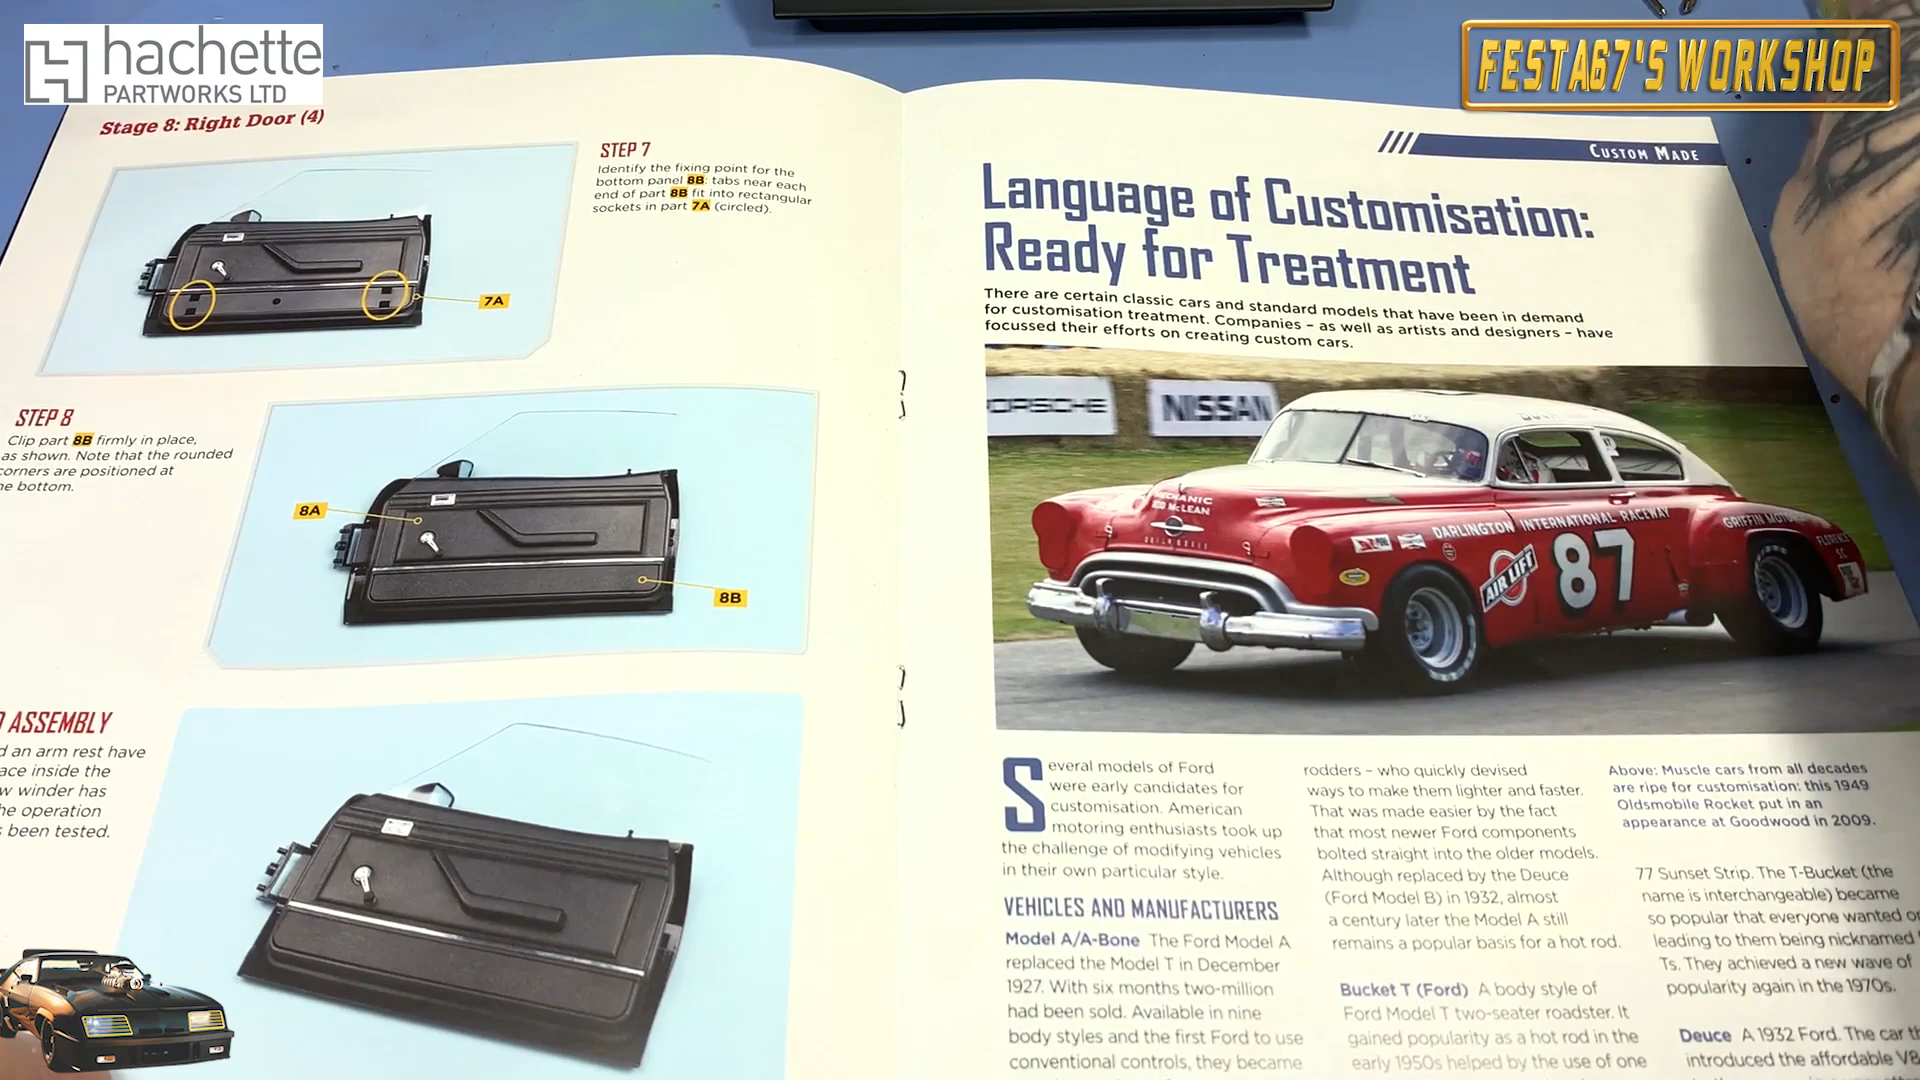 hachette
PARTWORKS LTD
FESTA67'S WORKSHOP
Stage 8: Right Door (4)
STEP 7
Identify the fixing point for the
bottom panel 8B: tabs near each
end of part 8B fit into rectangular
sockets in part 7A (circled).
7A
STEP 8
Clip part 8B firmly in place,
as shown. Note that the rounded
corners are positioned at
the bottom.
8A
8B
ASSEMBLY
an arm rest have
inside the
winder has
operation
been tested.
CUSTOM MADE
Language of Customisation:
Ready for Treatment
There are certain classic cars and standard models that have been in demand
for customisation treatment. Companies – as well as artists and designers – have
focussed their efforts on creating custom cars.
PORSCHE
NISSAN
MECHANIC
McLEAN
DARLINGTON INTERNATIONAL RACEWAY
AIR LIFT
87
GRIFFIN MOTORS
FLORENCE
SC
Several models of Ford
were early candidates for
customisation. American
motoring enthusiasts took up
the challenge of modifying vehicles
in their own particular style.
VEHICLES AND MANUFACTURERS
Model A/A-Bone The Ford Model A
replaced the Model T in December
1927. With six months two-million
had been sold. Available in nine
body styles and the first Ford to use
conventional controls, they became
rodders – who quickly devised
ways to make them lighter and faster.
That was made easier by the fact
that most newer Ford components
bolted straight into the older models.
Although replaced by the Deuce
(Ford Model B) in 1932, almost
a century later the Model A still
remains a popular basis for a hot rod.
Bucket T (Ford) A body style of
Ford Model T two-seater roadster. It
gained popularity as a hot rod in the
early 1950s helped by the use of one
Above: Muscle cars from all decades
are ripe for customisation: this 1949
Oldsmobile Rocket put in an
appearance at Goodwood in 2009.
77 Sunset Strip. The T-Bucket (the
name is interchangeable) became
so popular that everyone wanted
leading to them being nicknamed
Ts. They achieved a new wave of
popularity again in the 1970s.
Deuce A 1932 Ford. The car
introduced the affordable V8